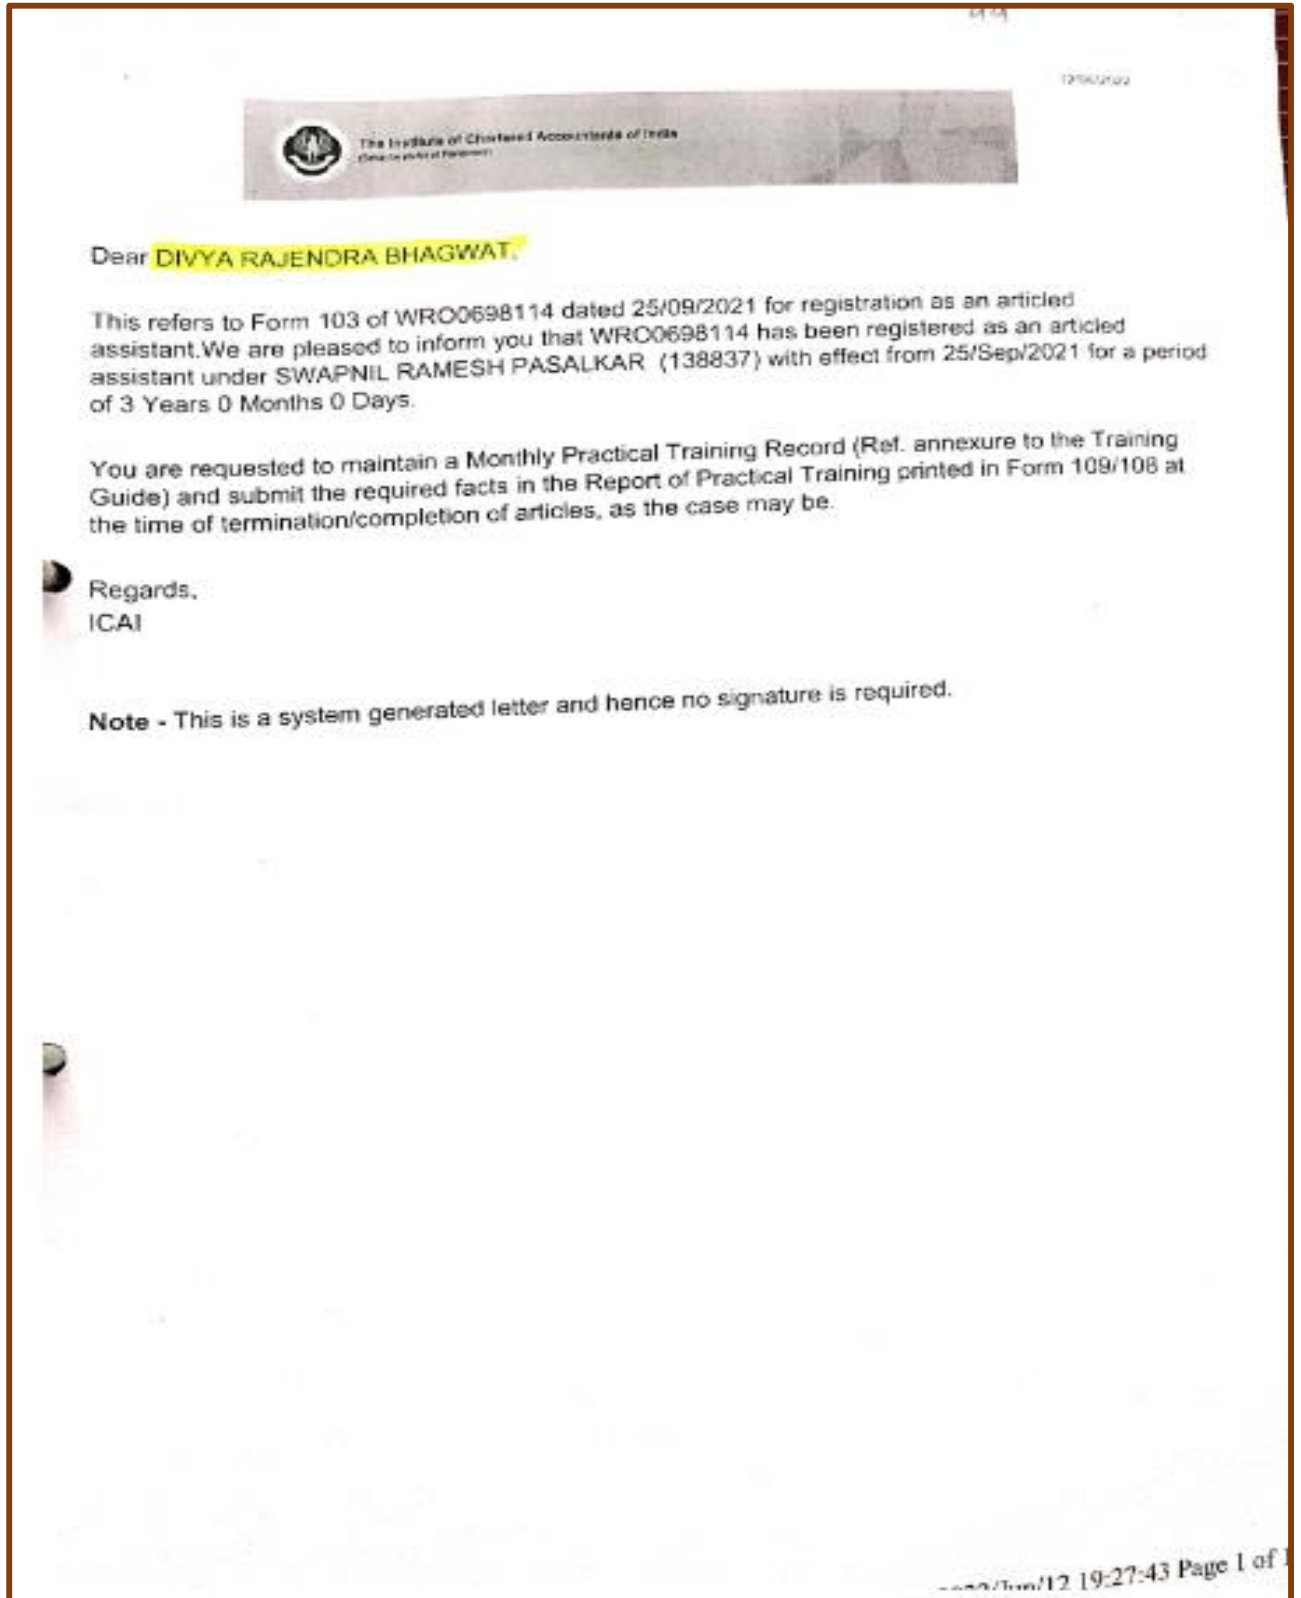 The Institute of Chartered Accountants of India
Dear DIVYA RAJENDRA BHAGWAT,
This refers to Form 103 of WRO0698114 dated 25/09/2021 for registration as an articled
assistant.We are pleased to inform you that WRO0698114 has been registered as an articled
assistant under SWAPNIL RAMESH PASALKAR (138837) with effect from 25/Sep/2021 for a period
of 3 Years 0 Months 0 Days.
You are requested to maintain a Monthly Practical Training Record (Ref. annexure to the Training
Guide) and submit the required facts in the Report of Practical Training printed in Form 109/108 at
the time of termination/completion of articles, as the case may be.
Regards,
ICAI
Note - This is a system generated letter and hence no signature is required.
/Jun/12 19:27:43 Page 1 of 1